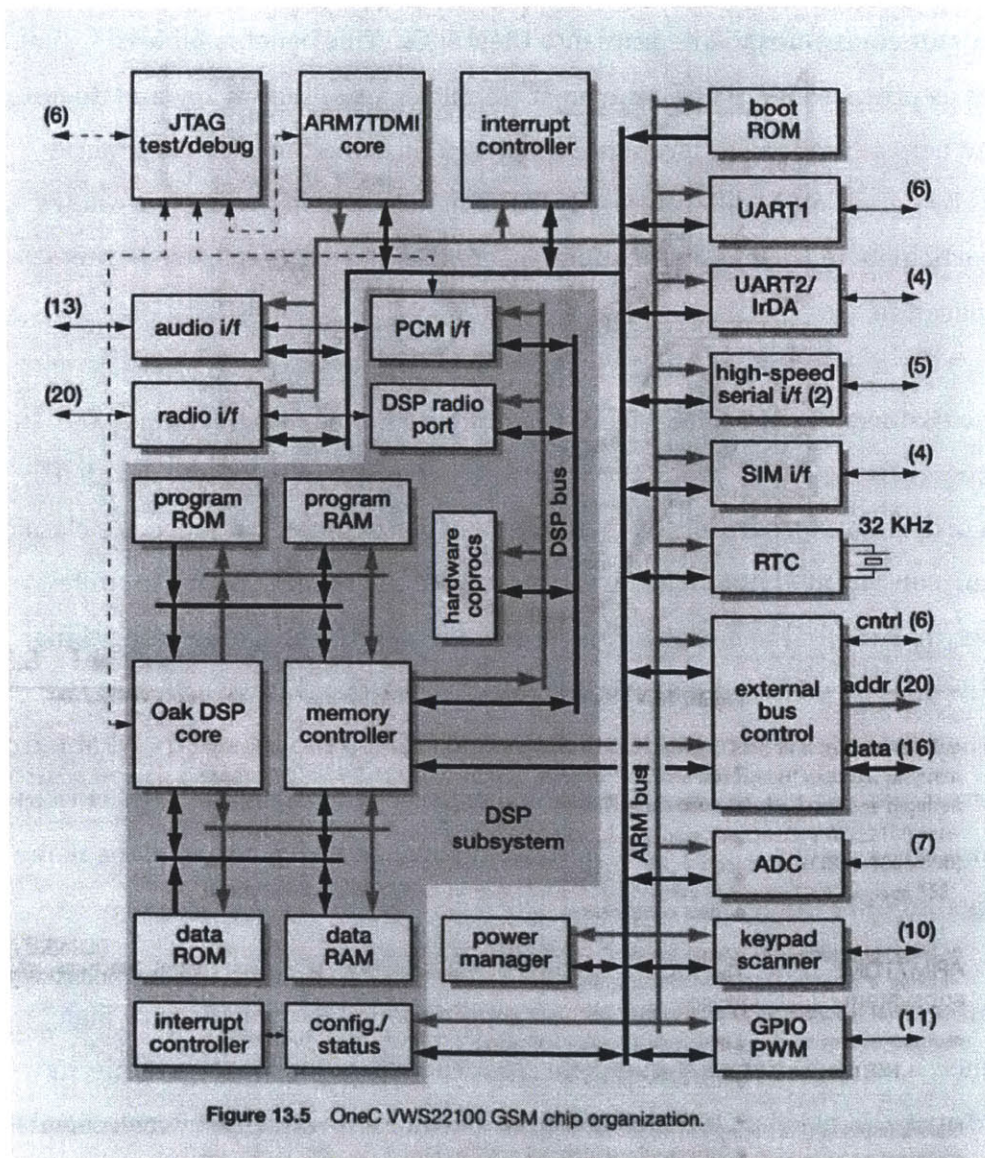 (6)
JTAG
test/debug
ARM7TDMI
core
interrupt
controller
boot
ROM
UART1
(6)
UART2/
IrDA
(4)
(13)
audio i/f
PCM i/f
high-speed
serial i/f (2)
(5)
(20)
radio i/f
DSP radio
port
SIM i/f
(4)
program
ROM
program
RAM
hardware
coprocs
DSP bus
RTC
32 KHz
Oak DSP
core
memory
controller
external
bus
control
cntrl (6)
addr (20)
data (16)
DSP
subsystem
ARM bus
ADC
(7)
data
ROM
data
RAM
power
manager
keypad
scanner
(10)
interrupt
controller
config./
status
GPIO
PWM
(11)
Figure 13.5 OneC VWS22100 GSM chip organization.